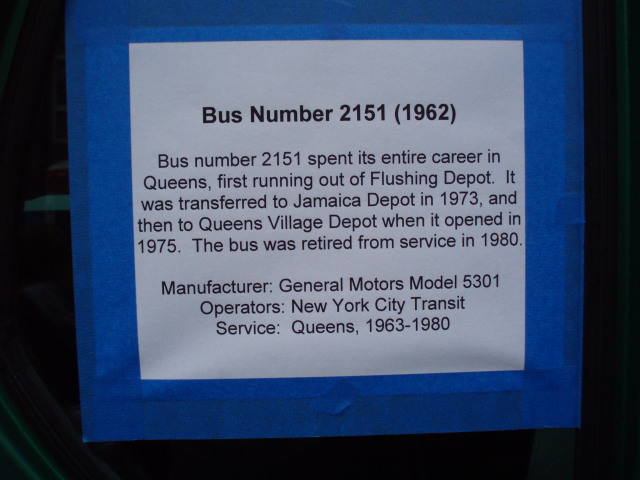 Bus Number 2151 (1962)
Bus number 2151 spent its entire career in
Queens, first running out of Flushing Depot.  It
was transferred to Jamaica Depot in 1973, and
then to Queens Village Depot when it opened in
1975.  The bus was retired from service in 1980.
Manufacturer: General Motors Model 5301
Operators: New York City Transit
Service:  Queens, 1963-1980